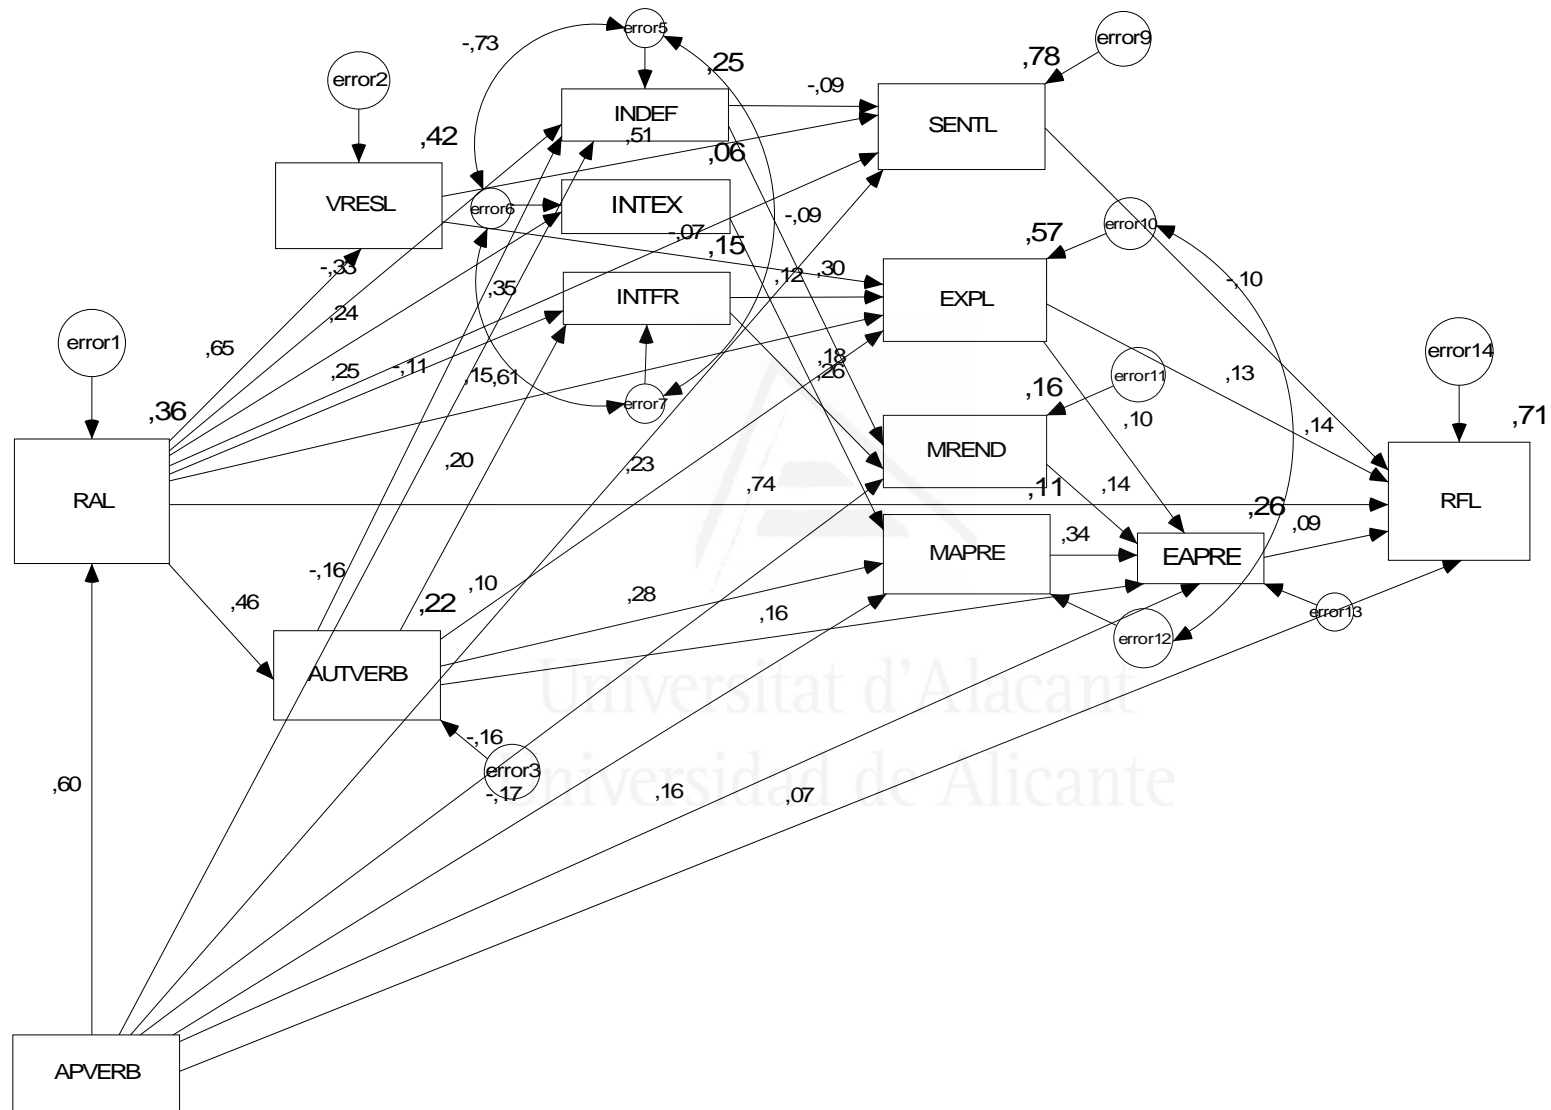 error5
-,73
error9
,25
,78
error2
-,09
INDEF
SENTL
,51
,42
,06
VRESL
INTEX
error6
-,09
error10
-,07
,15
,57
-,33
,12
,30
-,10
,35
INTFR
EXPL
,24
error1
,65
error14
,18
,25
-,11
,15
,61
,26
error11
,13
,16
error7
,36
,10
,14
,71
MREND
,20
,23
RAL
,74
,11
,14
RFL
,26
,09
,34
MAPRE
EAPRE
-,16
,10
,46
,22
,28
,16
error13
error12
AUTVERB
Universitat d'Alacant
-,16
error3
Universidad de Alicante
,60
-,17
,16
,07
APVERB